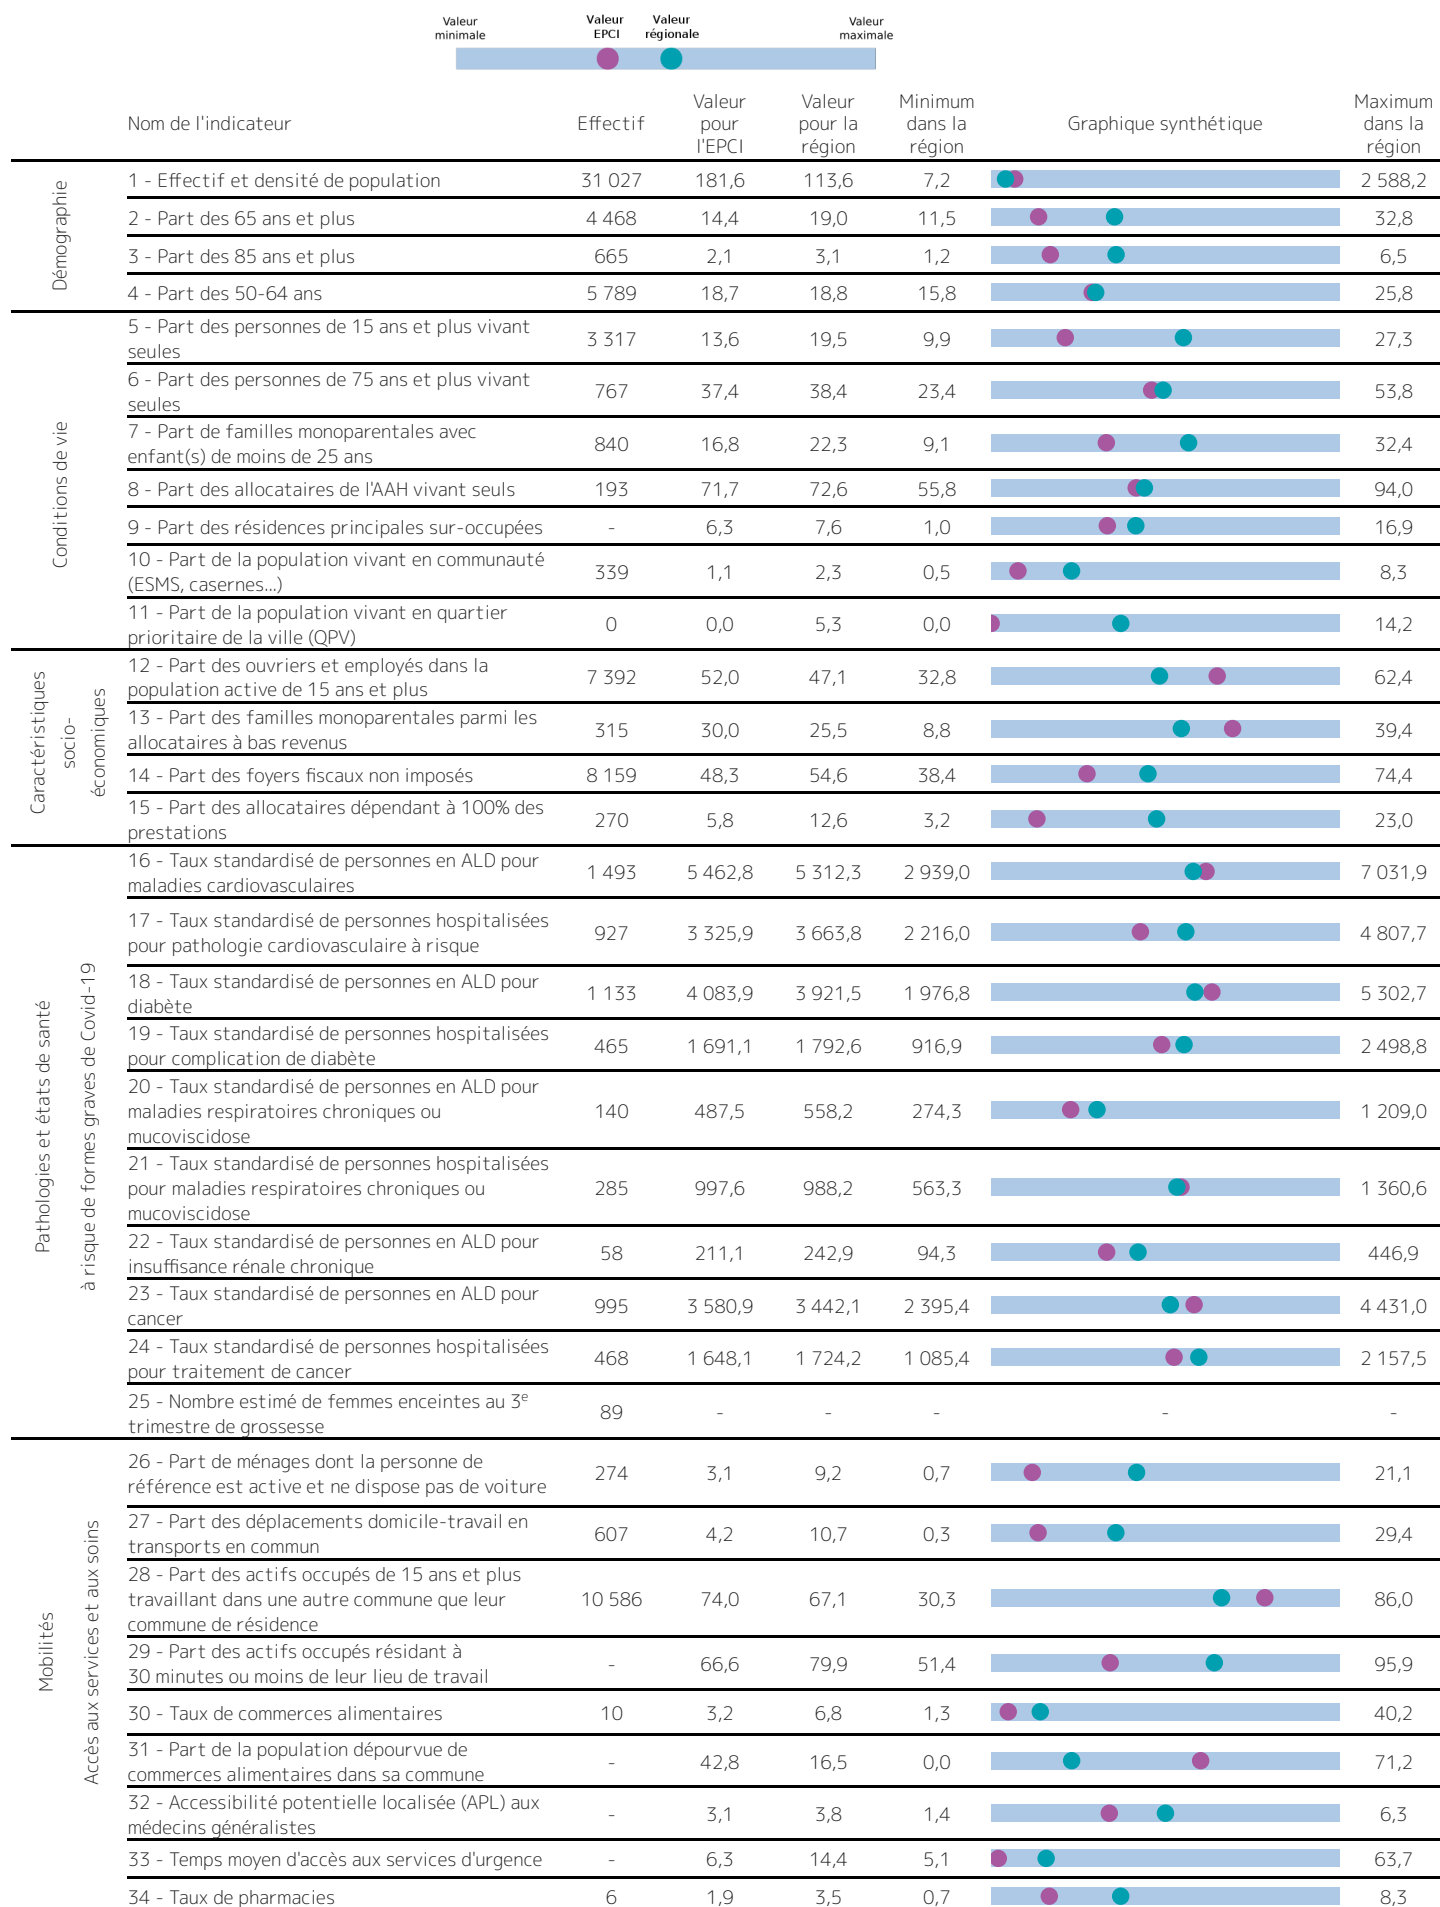 Valeur minimale
Valeur EPCI
Valeur régionale
Valeur maximale
Nom de l'indicateur
Effectif
Valeur pour l'EPCI
Valeur pour la région
Minimum dans la région
Graphique synthétique
Maximum dans la région
Démographie
1 - Effectif et densité de population 31 027 181,6 113,6 7,2 2 588,2
2 - Part des 65 ans et plus 4 468 14,4 19,0 11,5 32,8
3 - Part des 85 ans et plus 665 2,1 3,1 1,2 6,5
4 - Part des 50-64 ans 5 789 18,7 18,8 15,8 25,8
Conditions de vie
5 - Part des personnes de 15 ans et plus vivant
seules 3 317 13,6 19,5 9,9 27,3
6 - Part des personnes de 75 ans et plus vivant
seules 767 37,4 38,4 23,4 53,8
7 - Part de familles monoparentales avec
enfant(s) de moins de 25 ans 840 16,8 22,3 9,1 32,4
8 - Part des allocataires de l'AAH vivant seuls 193 71,7 72,6 55,8 94,0
9 - Part des résidences principales sur-occupées - 6,3 7,6 1,0 16,9
10 - Part de la population vivant en communauté
(ESMS, casernes...) 339 1,1 2,3 0,5 8,3
11 - Part de la population vivant en quartier
prioritaire de la ville (QPV) 0 0,0 5,3 0,0 14,2
Caractéristiques
socio-
économiques
12 - Part des ouvriers et employés dans la
population active de 15 ans et plus 7 392 52,0 47,1 32,8 62,4
13 - Part des familles monoparentales parmi les
allocataires à bas revenus 315 30,0 25,5 8,8 39,4
14 - Part des foyers fiscaux non imposés 8 159 48,3 54,6 38,4 74,4
15 - Part des allocataires dépendant à 100% des
prestations 270 5,8 12,6 3,2 23,0
Pathologies et états de santé
à risque de formes graves de Covid-19
16 - Taux standardisé de personnes en ALD pour
maladies cardiovasculaires 1 493 5 462,8 5 312,3 2 939,0 7 031,9
17 - Taux standardisé de personnes hospitalisées
pour pathologie cardiovasculaire à risque 927 3 325,9 3 663,8 2 216,0 4 807,7
18 - Taux standardisé de personnes en ALD pour
diabète 1 133 4 083,9 3 921,5 1 976,8 5 302,7
19 - Taux standardisé de personnes hospitalisées
pour complication de diabète 465 1 691,1 1 792,6 916,9 2 498,8
20 - Taux standardisé de personnes en ALD pour
maladies respiratoires chroniques ou
mucoviscidose 140 487,5 558,2 274,3 1 209,0
21 - Taux standardisé de personnes hospitalisées
pour maladies respiratoires chroniques ou
mucoviscidose 285 997,6 988,2 563,3 1 360,6
22 - Taux standardisé de personnes en ALD pour
insuffisance rénale chronique 58 211,1 242,9 94,3 446,9
23 - Taux standardisé de personnes en ALD pour
cancer 995 3 580,9 3 442,1 2 395,4 4 431,0
24 - Taux standardisé de personnes hospitalisées
pour traitement de cancer 468 1 648,1 1 724,2 1 085,4 2 157,5
25 - Nombre estimé de femmes enceintes au 3e
trimestre de grossesse 89 - - - - -
Mobilités
Accès aux services et aux soins
26 - Part de ménages dont la personne de
référence est active et ne dispose pas de voiture 274 3,1 9,2 0,7 21,1
27 - Part des déplacements domicile-travail en
transports en commun 607 4,2 10,7 0,3 29,4
28 - Part des actifs occupés de 15 ans et plus
travaillant dans une autre commune que leur
commune de résidence 10 586 74,0 67,1 30,3 86,0
29 - Part des actifs occupés résidant à
30 minutes ou moins de leur lieu de travail - 66,6 79,9 51,4 95,9
30 - Taux de commerces alimentaires 10 3,2 6,8 1,3 40,2
31 - Part de la population dépourvue de
commerces alimentaires dans sa commune - 42,8 16,5 0,0 71,2
32 - Accessibilité potentielle localisée (APL) aux
médecins généralistes - 3,1 3,8 1,4 6,3
33 - Temps moyen d'accès aux services d'urgence - 6,3 14,4 5,1 63,7
34 - Taux de pharmacies 6 1,9 3,5 0,7 8,3